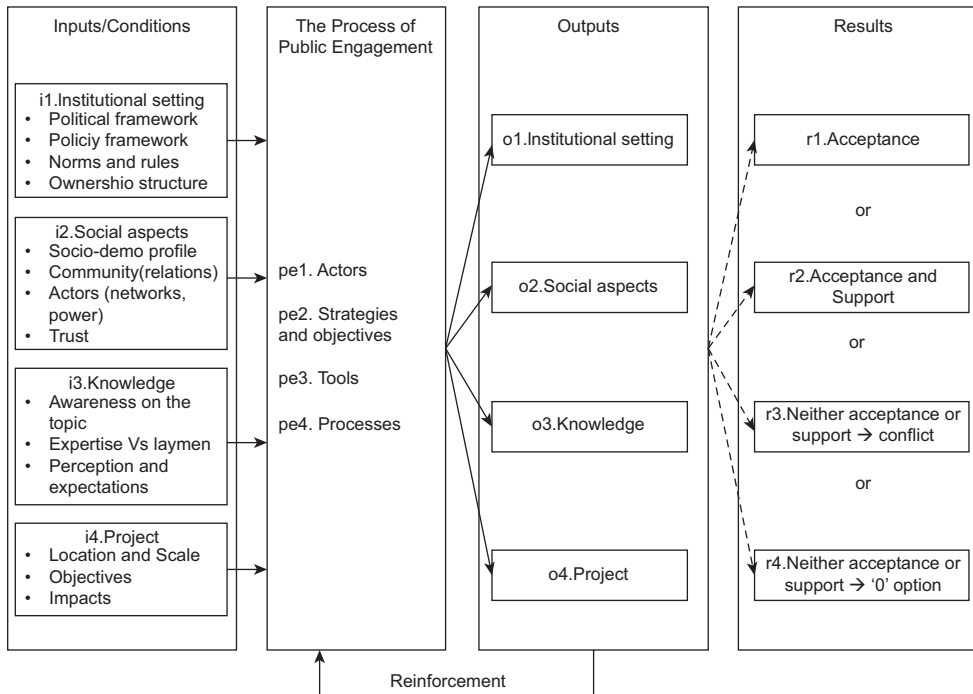 Inputs/Conditions
i1.Institutional setting
• Political framework
• Policiy framework
• Norms and rules
• Ownershio structure
i2.Social aspects
• Socio-demo profile
• Community(relations)
• Actors (networks,
power)
• Trust
i3.Knowledge
• Awareness on the
topic
• Expertise Vs laymen
• Perception and
expectations
i4.Project
• Location and Scale
• Objectives
• Impacts
The Process of
Public Engagement
pe1. Actors
pe2. Strategies
and objectives
pe3. Tools
pe4. Processes
Outputs
o1.Institutional setting
o2.Social aspects
o3.Knowledge
o4.Project
Results
r1.Acceptance
or
r2.Acceptance and
Support
or
r3.Neither acceptance or
support → conflict
or
r4.Neither acceptance or
support → ‘0’ option
Reinforcement